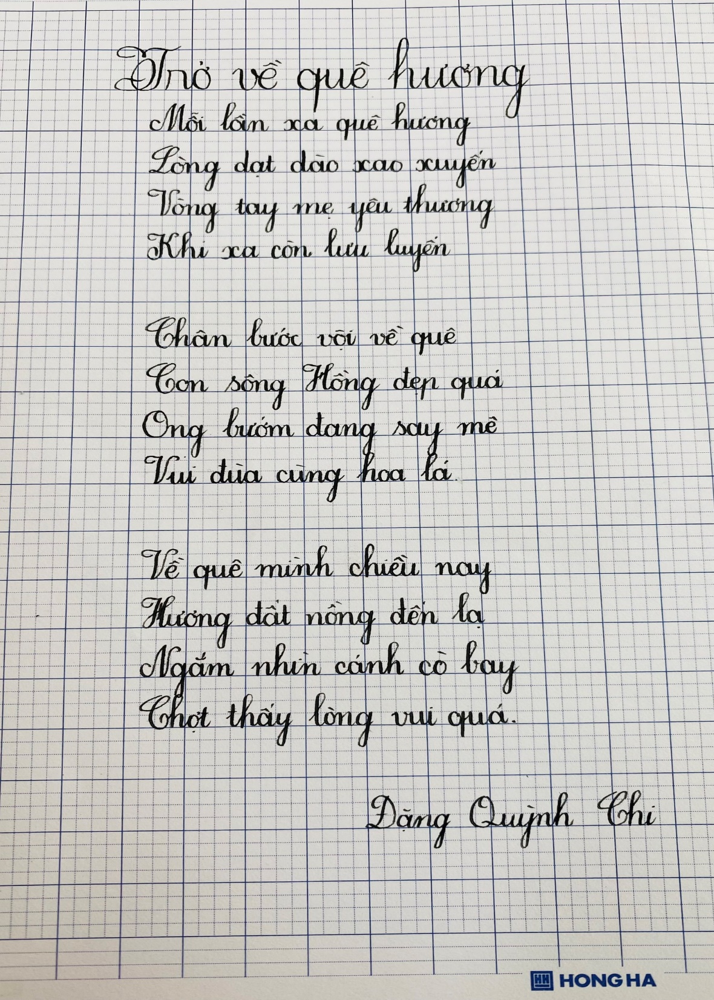 Trở về quê hương
Mỗi lần xa quê hương
Lòng dạt dào xao xuyến
Vòng tay mẹ yêu thương
Khi xa còn lưu luyến
Chân bước vội về quê
Con sông Hồng đẹp quá
Ong bướm đang say mê
Vui đùa cùng hoa lá.
Về quê mình chiều nay
Hương đất nồng đến lạ
Ngắm nhìn cánh cò bay
Chợt thấy lòng vui quá.
Đặng Quỳnh Chi
HONG HA